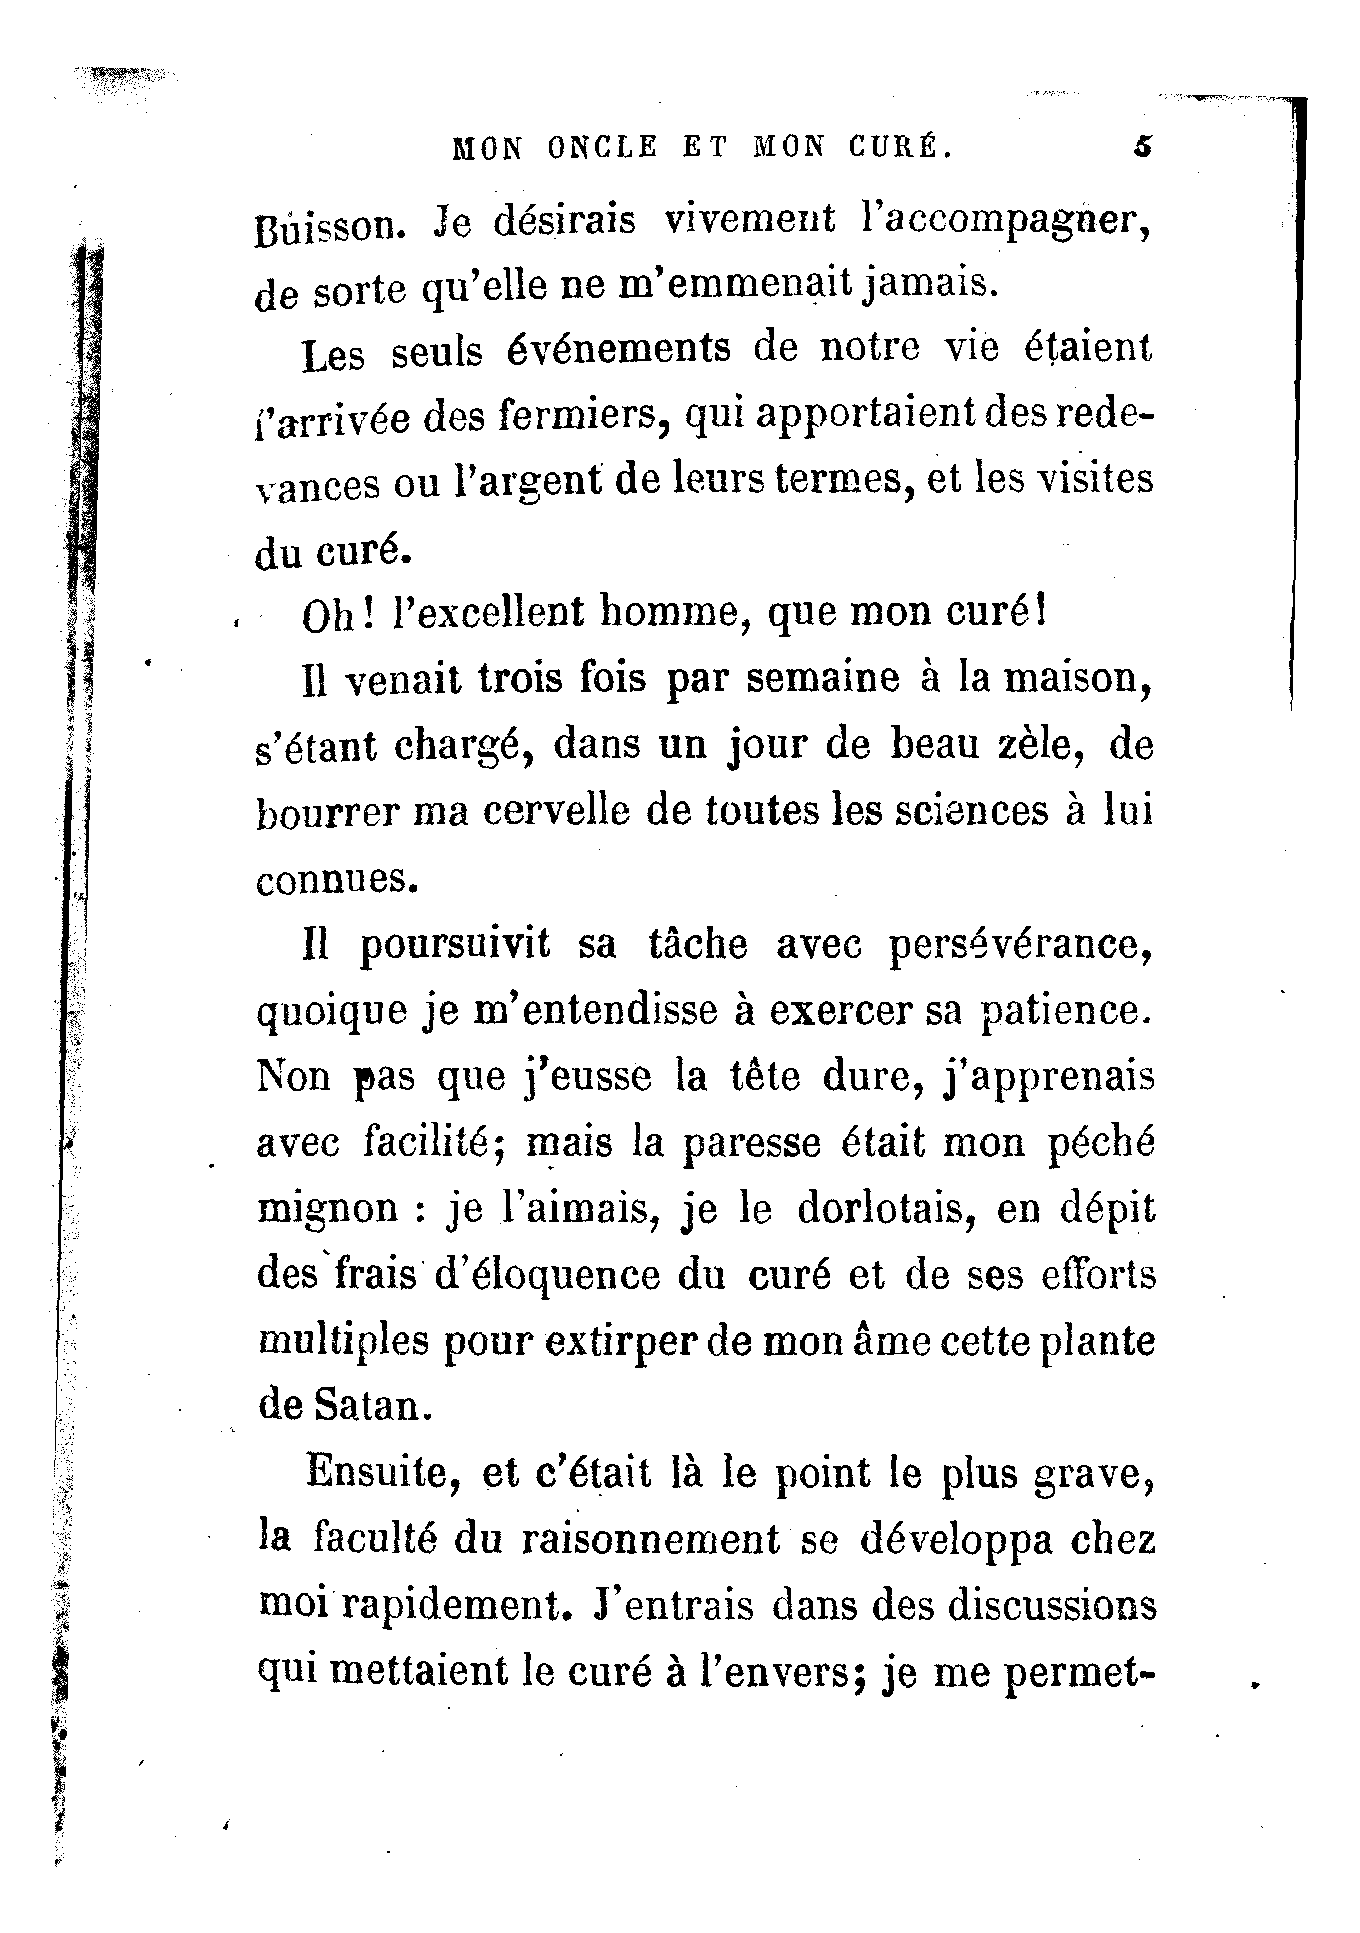 MON ONCLE ET MON CURÉ. 5
Buisson. Je désirais vivement l'accompagner,
de sorte qu'elle ne m'emmenait jamais.
Les seuls événements de notre vie étaient
l'arrivée des fermiers, qui apportaient des rede-
vances ou l'argent de leurs termes, et les visites
du curé.
Oh! l'excellent homme, que mon curé!
Il venait trois fois par semaine à la maison,
s'étant chargé, dans un jour de beau zèle, de
bourrer ma cervelle de toutes les sciences à lui
connues.
Il poursuivit sa tâche avec persévérance,
quoique je m'entendisse à exercer sa patience.
Non pas que j'eusse la tête dure, j'apprenais
avec facilité; mais la paresse était mon péché
mignon : je l'aimais, je le dorlotais, en dépit
des frais d'éloquence du curé et de ses efforts
multiples pour extirper de mon âme cette plante
de Satan.
Ensuite, et c'était là le point le plus grave,
la faculté du raisonnement se développa chez
moi rapidement. J'entrais dans des discussions
qui mettaient le curé à l'envers; je me permet-